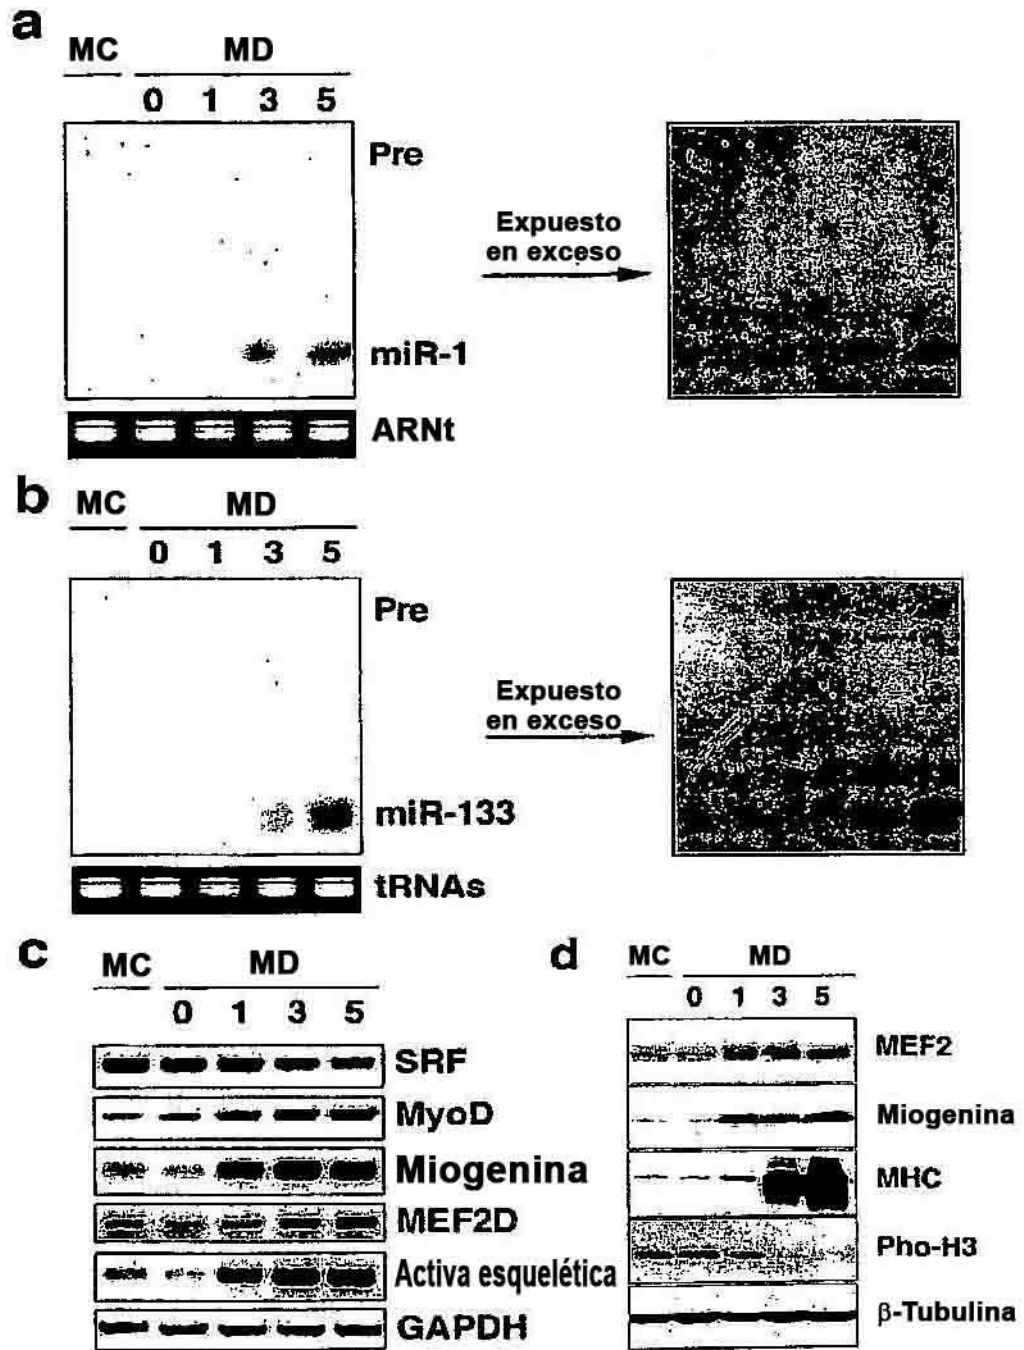 a
MC MD
0 1 3 5
Pre
Expuesto
en exceso
miR-1
ARNt
b
MC MD
0 1 3 5
Pre
Expuesto
en exceso
miR-133
tRNAs
c
MC MD
0 1 3 5
SRF
MyoD
Miogenina
MEF2D
Activa esquelética
GAPDH
d
MC MD
0 1 3 5
MEF2
Miogenina
MHC
Pho-H3
β-Tubulina